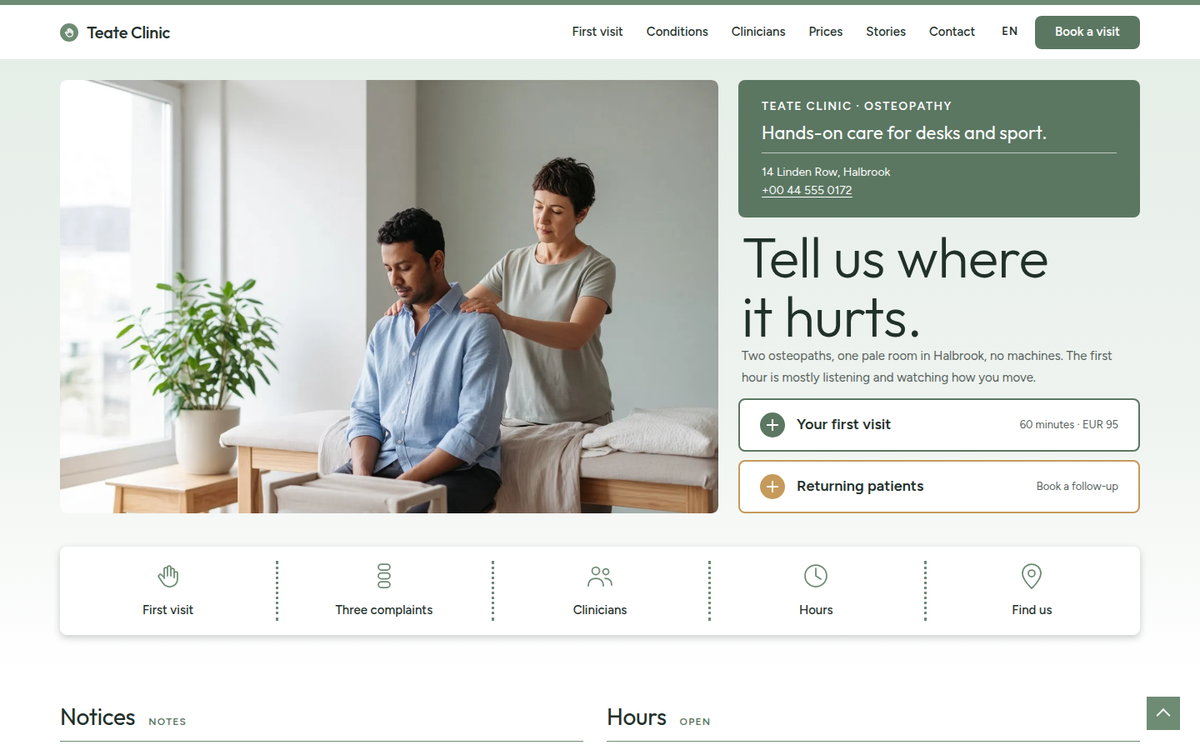 Teate Clinic
First visit Conditions Clinicians Prices Stories Contact EN Book a visit
TEATE CLINIC · OSTEOPATHY
Hands-on care for desks and sport.
14 Linden Row, Halbrook
+00 44 555 0172
Tell us where
it hurts.
Two osteopaths, one pale room in Halbrook, no machines. The first
hour is mostly listening and watching how you move.
Your first visit 60 minutes · EUR 95
Returning patients Book a follow-up
First visit Three complaints Clinicians Hours Find us
Notices NOTES
Hours OPEN